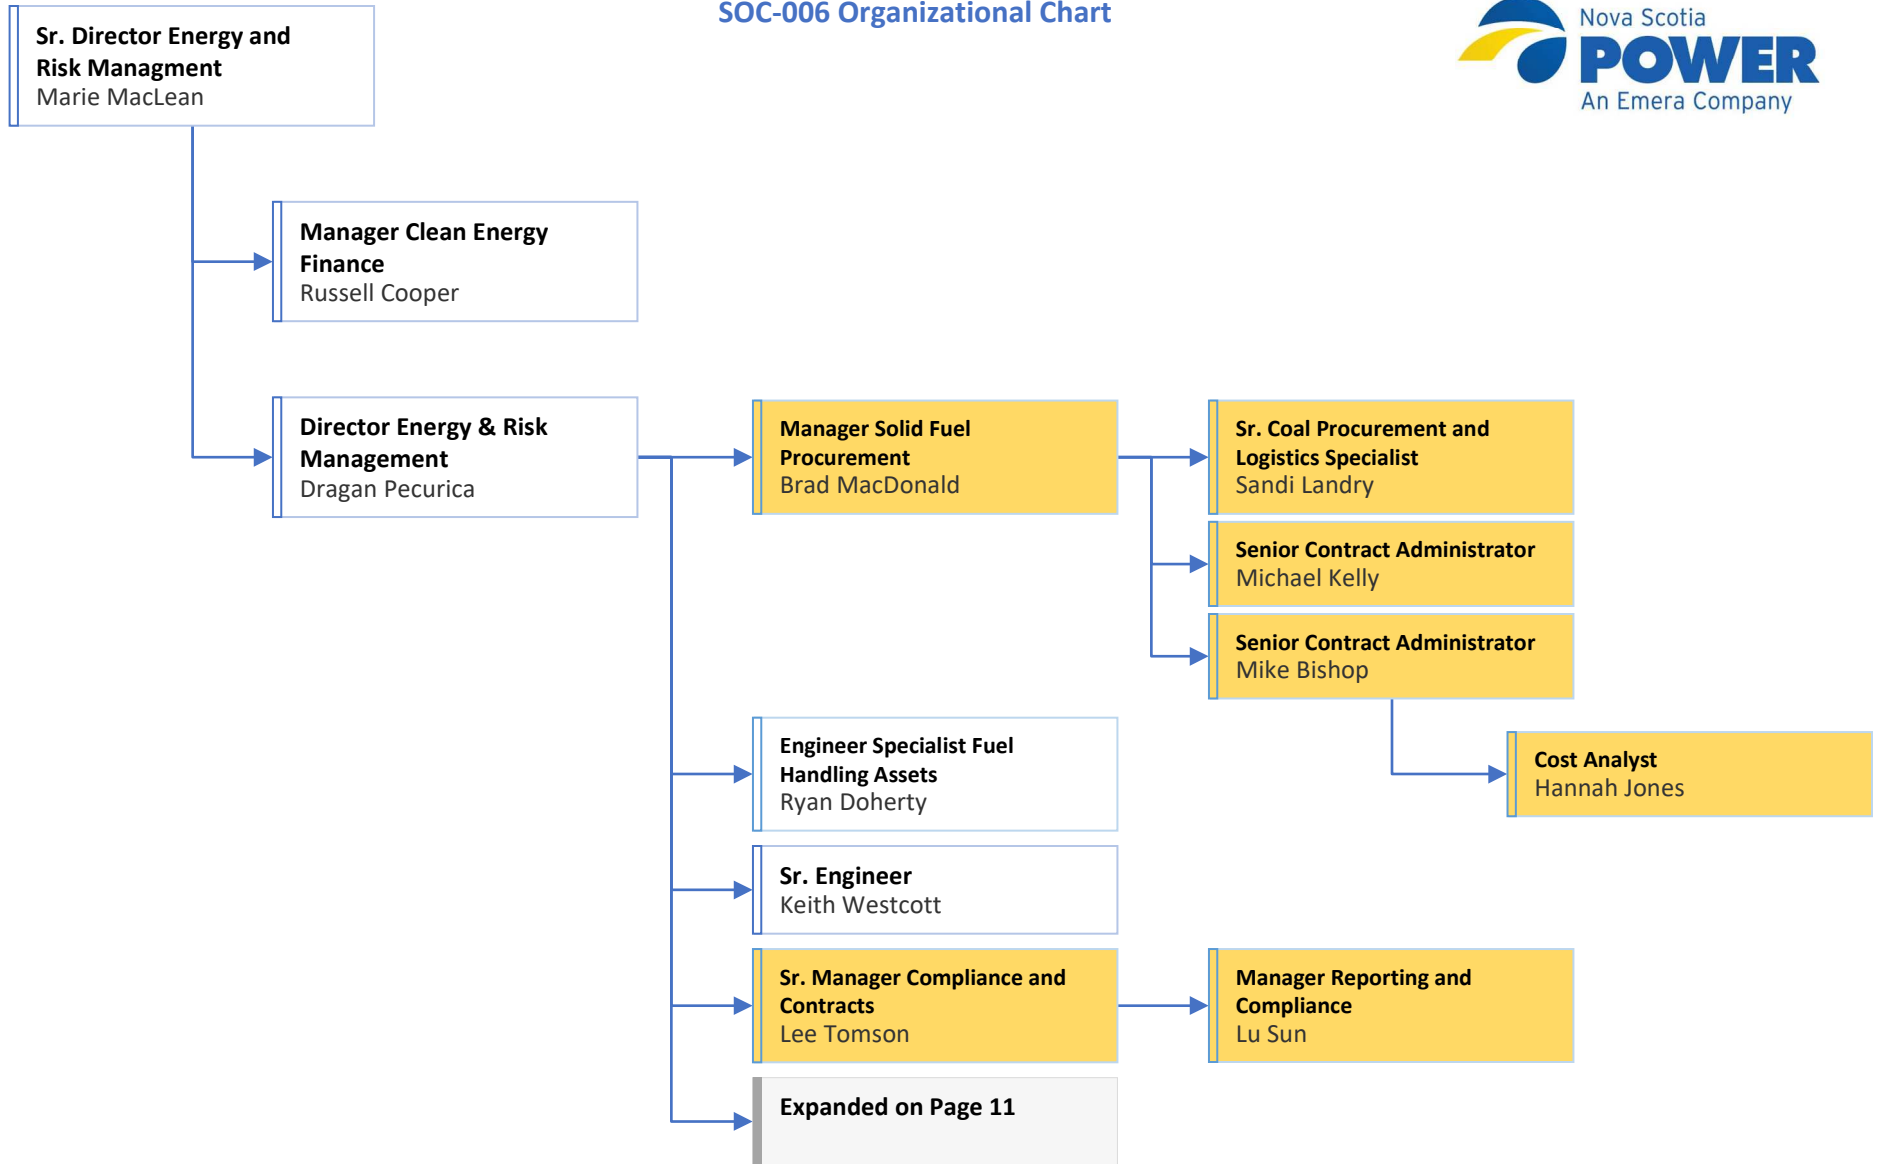 SOC-006 Organizational Chart
Nova Scotia
POWER
An Emera Company
Sr. Director Energy and
Risk Managment
Marie MacLean
Manager Clean Energy
Finance
Russell Cooper
Director Energy & Risk
Management
Dragan Pecurica
Manager Solid Fuel
Procurement
Brad MacDonald
Sr. Coal Procurement and
Logistics Specialist
Sandi Landry
Senior Contract Administrator
Michael Kelly
Senior Contract Administrator
Mike Bishop
Cost Analyst
Hannah Jones
Engineer Specialist Fuel
Handling Assets
Ryan Doherty
Sr. Engineer
Keith Westcott
Sr. Manager Compliance and
Contracts
Lee Tomson
Manager Reporting and
Compliance
Lu Sun
Expanded on Page 11